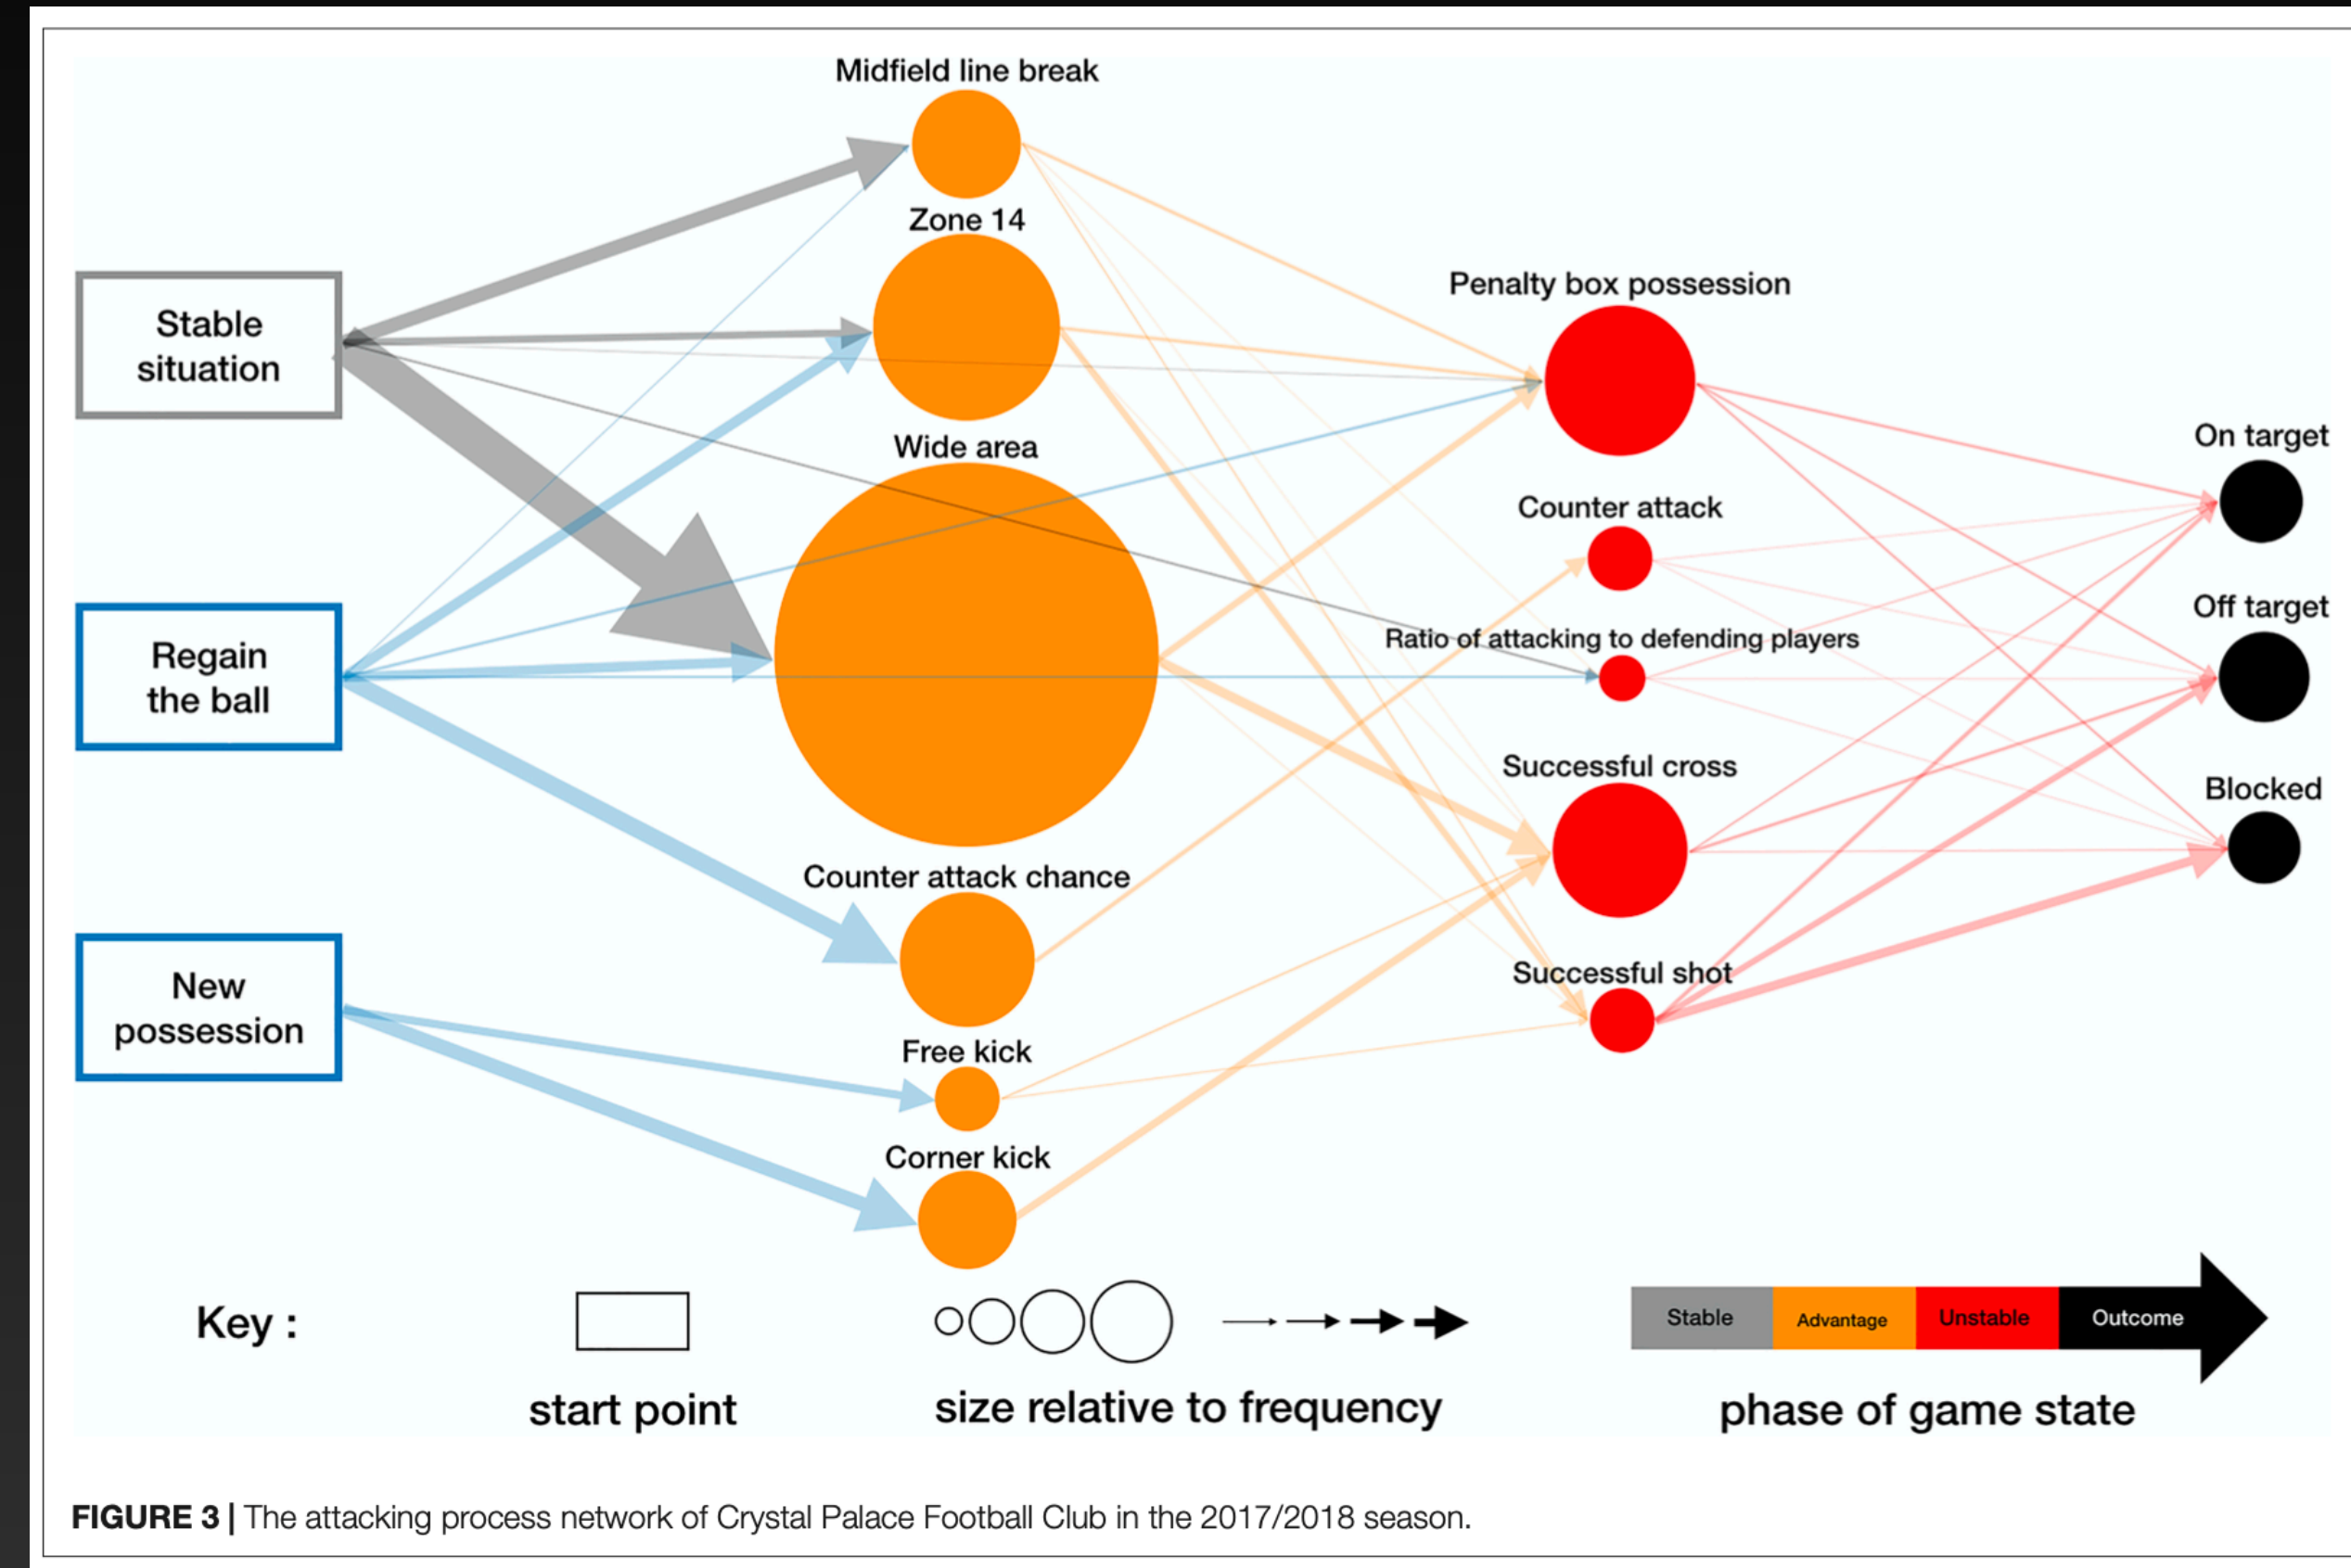 Midfield line break
Zone 14
Wide area
Counter attack chance
Free kick
Corner kick
Stable
situation
Regain
the ball
New
possession
Penalty box possession
Counter attack
Ratio of attacking to defending players
Successful cross
Successful shot
On target
Off target
Blocked
Key :
start point
size relative to frequency
Stable
Advantage
Unstable
Outcome
phase of game state
FIGURE 3 | The attacking process network of Crystal Palace Football Club in the 2017/2018 season.